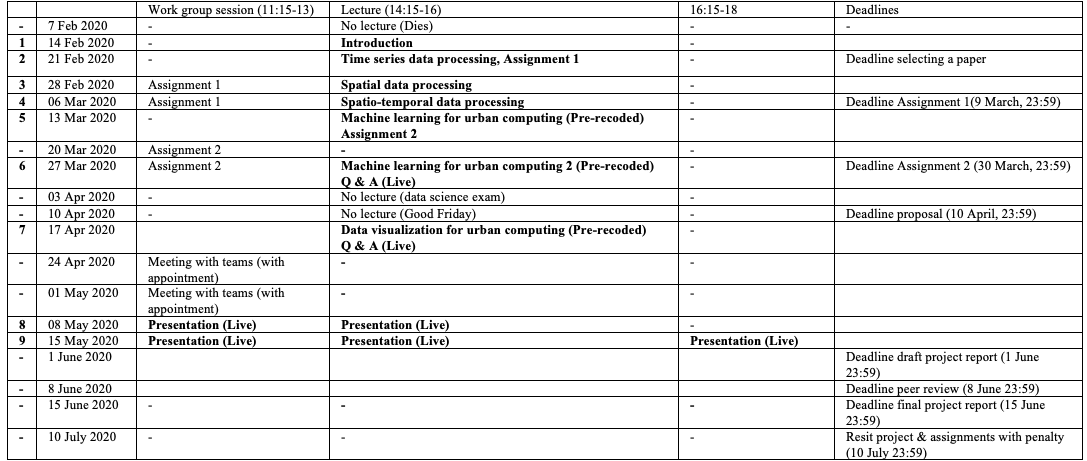 Work group session (11:15-13) Lecture (14:15-16) 16:15-18 Deadlines
- 7 Feb 2020 - No lecture (Dies) - -
1 14 Feb 2020 - Introduction -
2 21 Feb 2020 - Time series data processing, Assignment 1 - Deadline selecting a paper
3 28 Feb 2020 Assignment 1 Spatial data processing -
4 06 Mar 2020 Assignment 1 Spatio-temporal data processing - Deadline Assignment 1(9 March, 23:59)
5 13 Mar 2020 - Machine learning for urban computing (Pre-recoded) -
Assignment 2
- 20 Mar 2020 Assignment 2 - -
6 27 Mar 2020 Assignment 2 Machine learning for urban computing 2 (Pre-recoded) - Deadline Assignment 2 (30 March, 23:59)
Q & A (Live)
- 03 Apr 2020 - No lecture (data science exam) -
- 10 Apr 2020 - No lecture (Good Friday) - Deadline proposal (10 April, 23:59)
7 17 Apr 2020 Data visualization for urban computing (Pre-recoded) -
Q & A (Live)
- 24 Apr 2020 Meeting with teams (with - -
appointment)
- 01 May 2020 Meeting with teams (with - -
appointment)
8 08 May 2020 Presentation (Live) Presentation (Live) -
9 15 May 2020 Presentation (Live) Presentation (Live) Presentation (Live)
- 1 June 2020 Deadline draft project report (1 June
23:59)
- 8 June 2020 Deadline peer review (8 June 23:59)
- 15 June 2020 - - - Deadline final project report (15 June
23:59)
- 10 July 2020 - - - Resit project & assignments with penalty
(10 July 23:59)